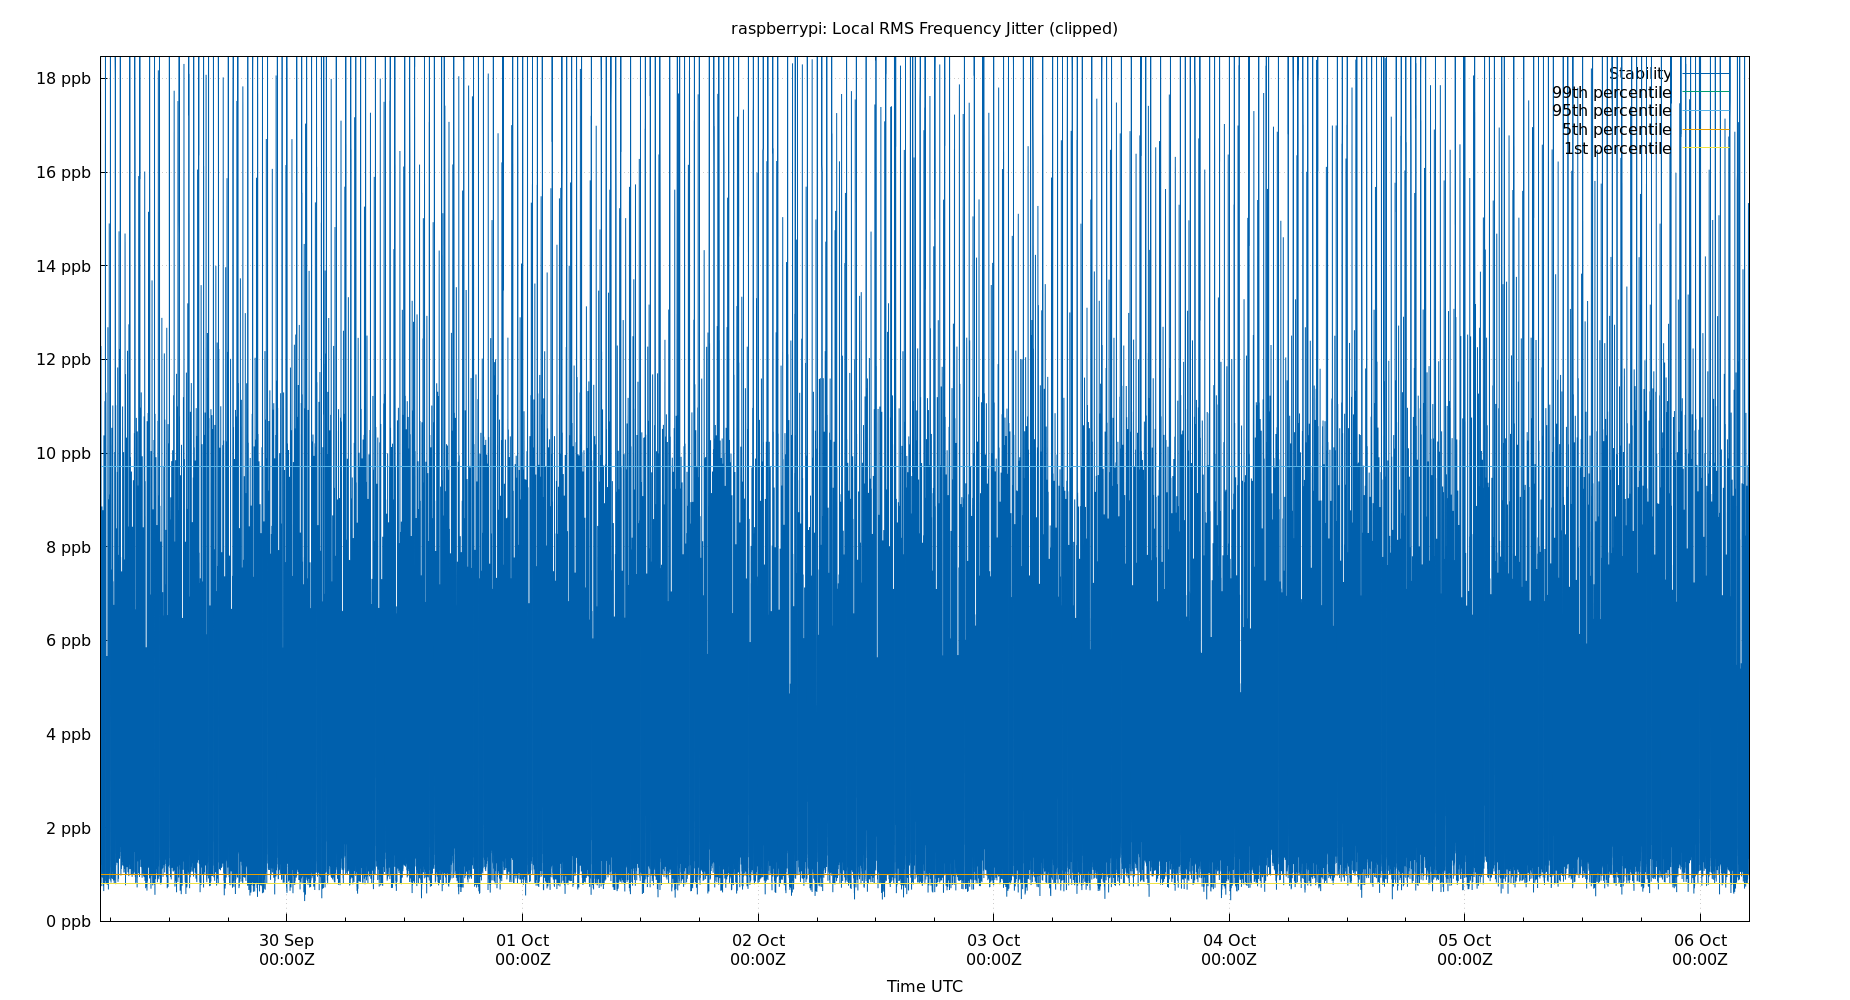 raspberrypi: Local RMS Frequency Jitter (clipped)
18 ppb
16 ppb
14 ppb
12 ppb
10 ppb
8 ppb
6 ppb
4 ppb
2 ppb
0 ppb
Stability
99th percentile
95th percentile
5th percentile
1st percentile
30 Sep
00:00Z
01 Oct
00:00Z
02 Oct
00:00Z
03 Oct
00:00Z
04 Oct
00:00Z
05 Oct
00:00Z
06 Oct
00:00Z
Time UTC